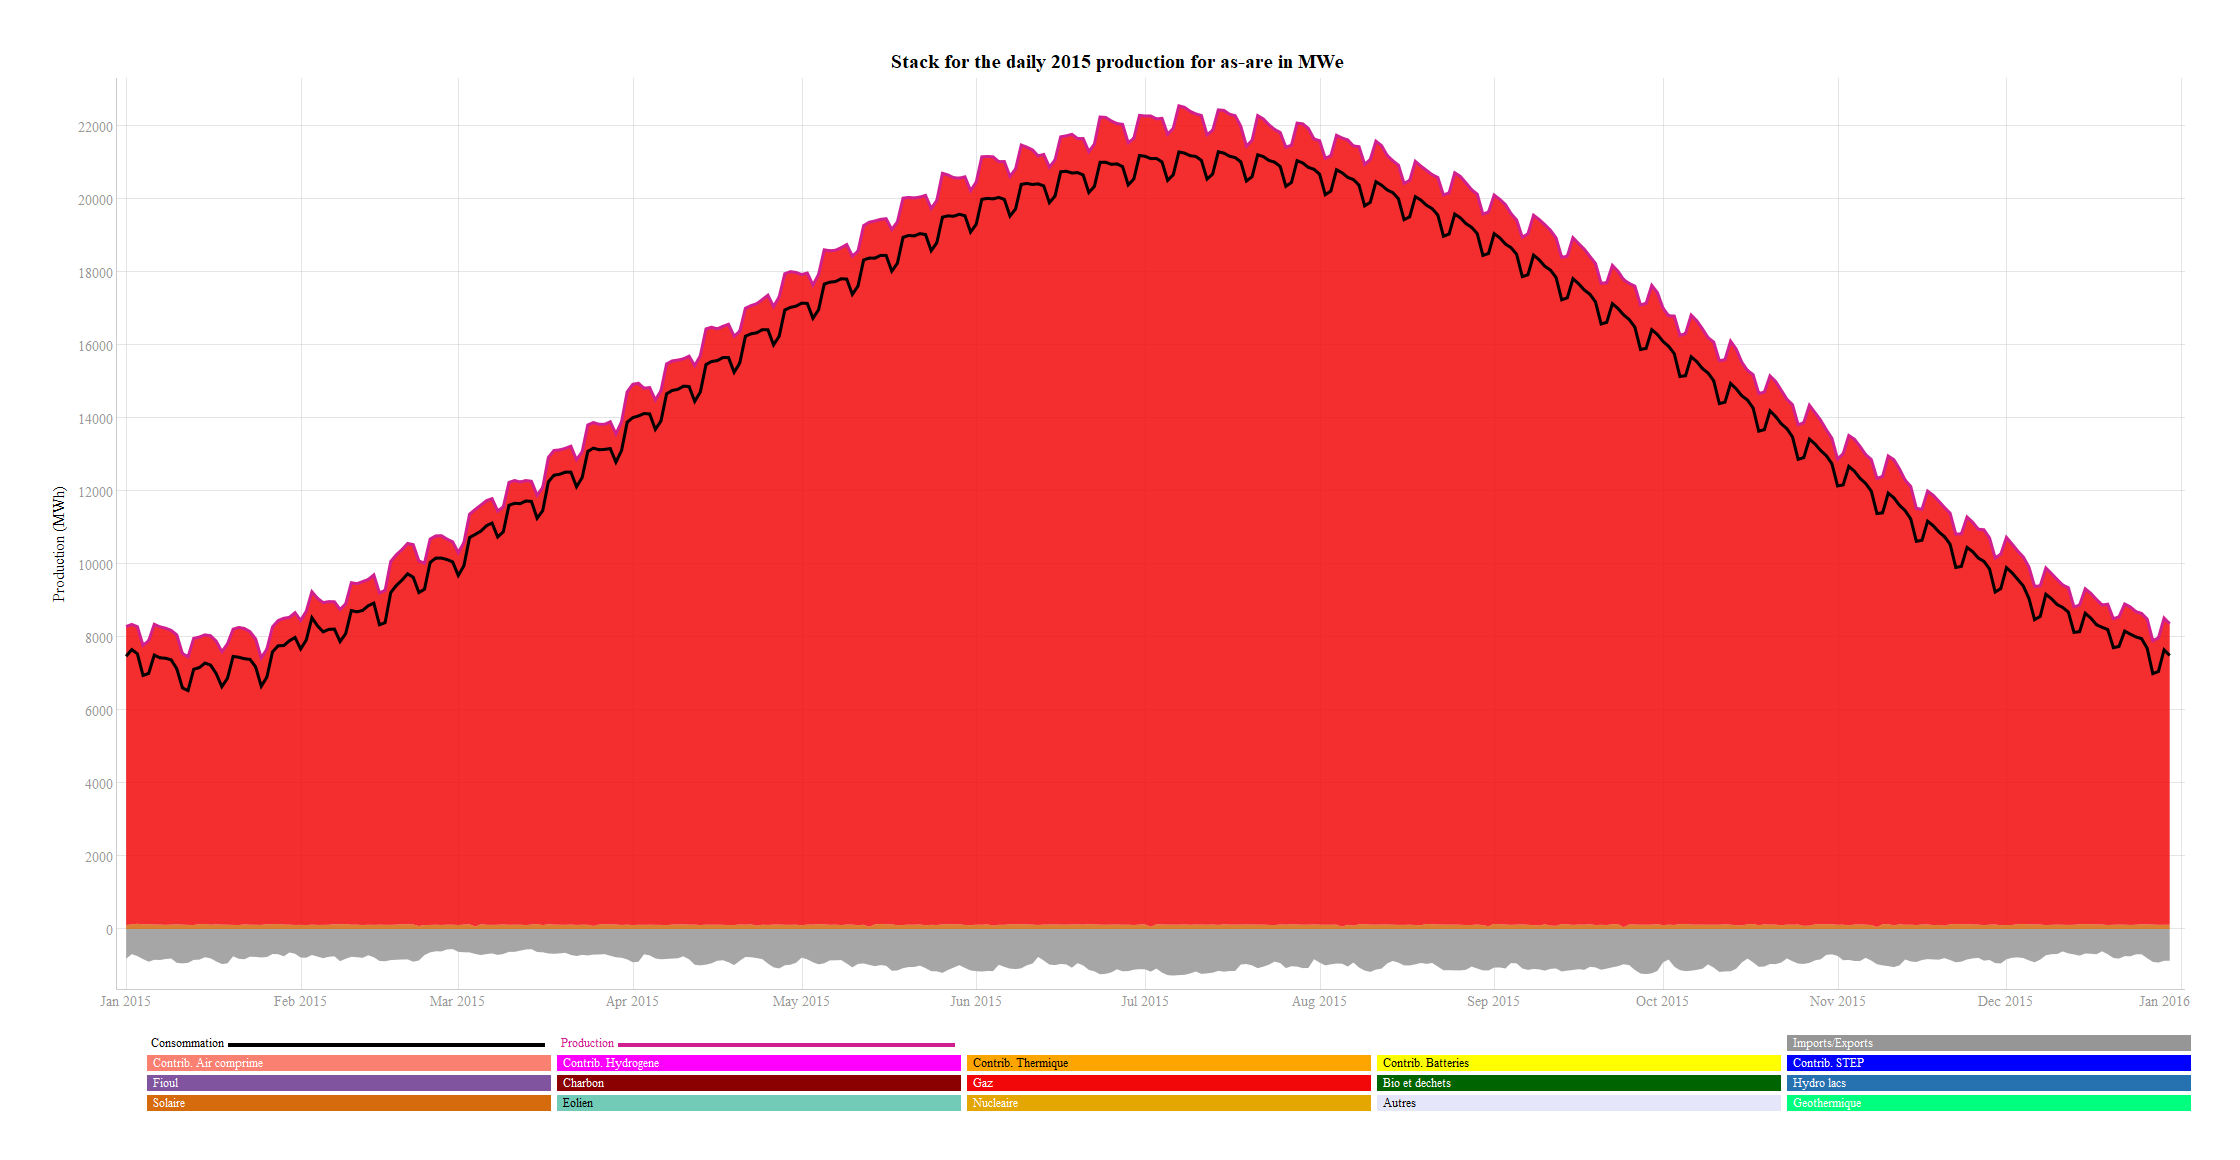 Stack for the daily 2015 production for as-are in MWe
22000
20000
18000
16000
14000
12000
10000
8000
6000
4000
2000
0
Production (MWh)
Jan 2015 Feb 2015 Mar 2015 Apr 2015 May 2015 Jun 2015 Jul 2015 Aug 2015 Sep 2015 Oct 2015 Nov 2015 Dec 2015 Jan 2016
Consommation Production Imports/Exports
Contrib. Air comprime Contrib. Hydrogene Contrib. Thermique Contrib. Batteries Contrib. STEP
Fioul Charbon Gaz Bio et dechets Hydro lacs
Solaire Eolien Nucleaire Autres Geothermique